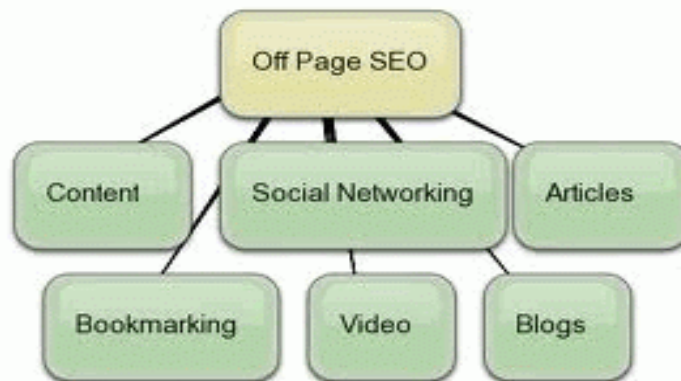 Off Page SEO
Content
Social Networking
Articles
Bookmarking
Video
Blogs